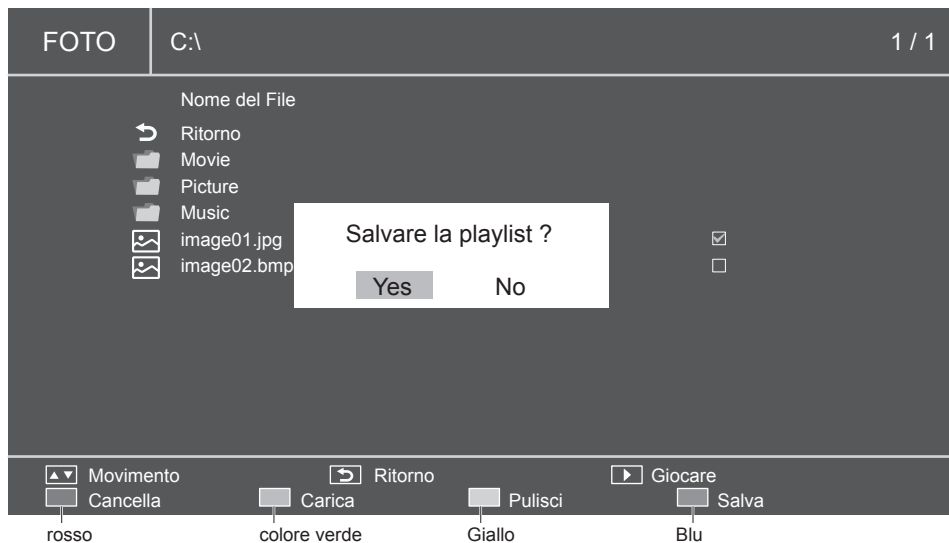 FOTO C:\ 1 / 1
Nome del File
Ritorno
Movie
Picture
Music
image01.jpg
image02.bmp
Salvare la playlist ?
Yes No
Movimento Ritorno Giocare
Cancella Carica Pulisci Salva
rosso colore verde Giallo Blu